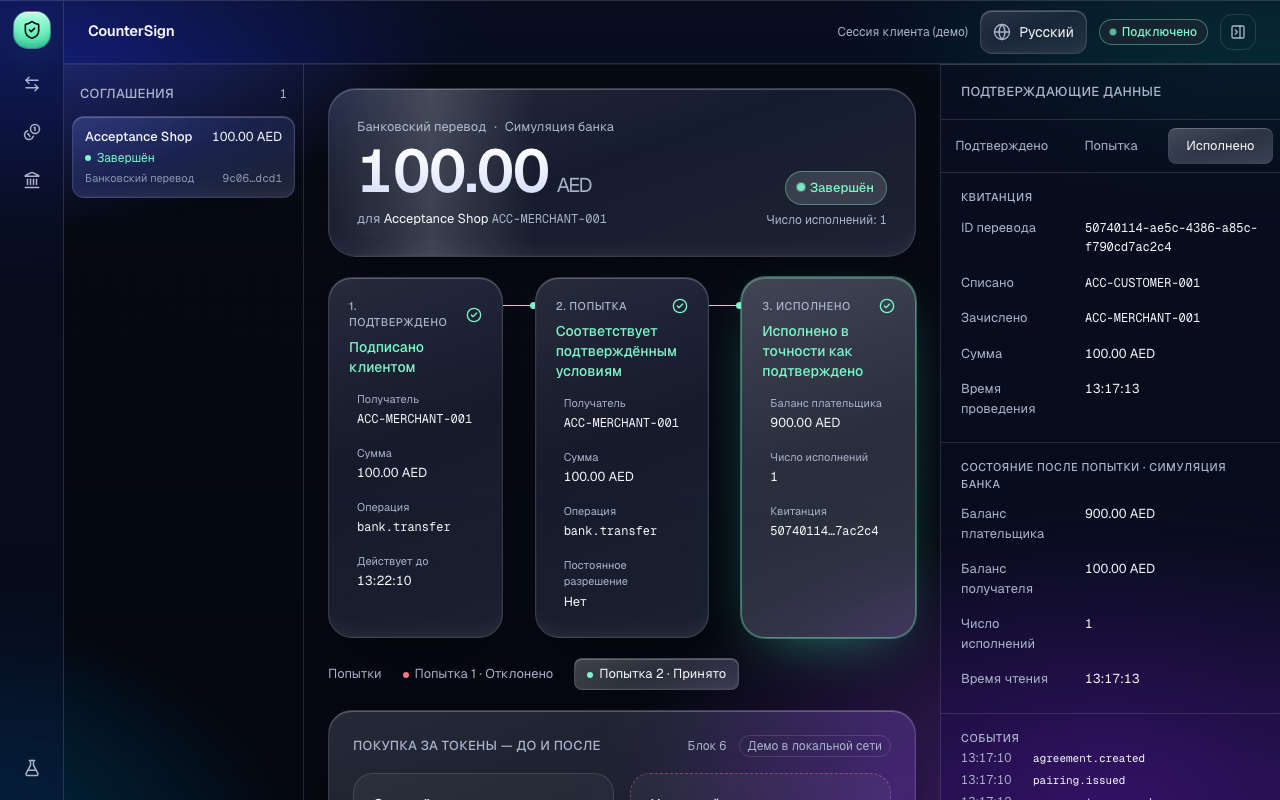 CounterSign
Сессия клиента (демо)
Русский
Подключено
СОГЛАШЕНИЯ
1
Acceptance Shop
100.00 AED
Завершён
Банковский перевод
9c06…dcd1
Банковский перевод · Симуляция банка
100.00 AED
для Acceptance Shop ACC-MERCHANT-001
Завершён
Число исполнений: 1
1.
ПОДТВЕРЖДЕНО
Подписано
клиентом
Получатель
ACC-MERCHANT-001
Сумма
100.00 AED
Операция
bank.transfer
Действует до
13:22:10
2. ПОПЫТКА
Соответствует
подтверждённым
условиям
Получатель
ACC-MERCHANT-001
Сумма
100.00 AED
Операция
bank.transfer
Постоянное
разрешение
Нет
3. ИСПОЛНЕНО
Исполнено в
точности как
подтверждено
Баланс плательщика
900.00 AED
Число исполнений
1
Квитанция
50740114…7ac2c4
Попытки
Попытка 1 · Отклонено
Попытка 2 · Принято
ПОКУПКА ЗА ТОКЕНЫ — ДО И ПОСЛЕ
Блок 6
Демо в локальной сети
ПОДТВЕРЖДАЮЩИЕ ДАННЫЕ
Подтверждено
Попытка
Исполнено
КВИТАНЦИЯ
ID перевода
50740114-ae5c-4386-a85c-
f790cd7ac2c4
Списано
ACC-CUSTOMER-001
Зачислено
ACC-MERCHANT-001
Сумма
100.00 AED
Время
проведения
13:17:13
СОСТОЯНИЕ ПОСЛЕ ПОПЫТКИ · СИМУЛЯЦИЯ
БАНКА
Баланс
плательщика
900.00 AED
Баланс
получателя
100.00 AED
Число
исполнений
1
Время чтения
13:17:13
СОБЫТИЯ
13:17:10 agreement.created
13:17:10 pairing.issued